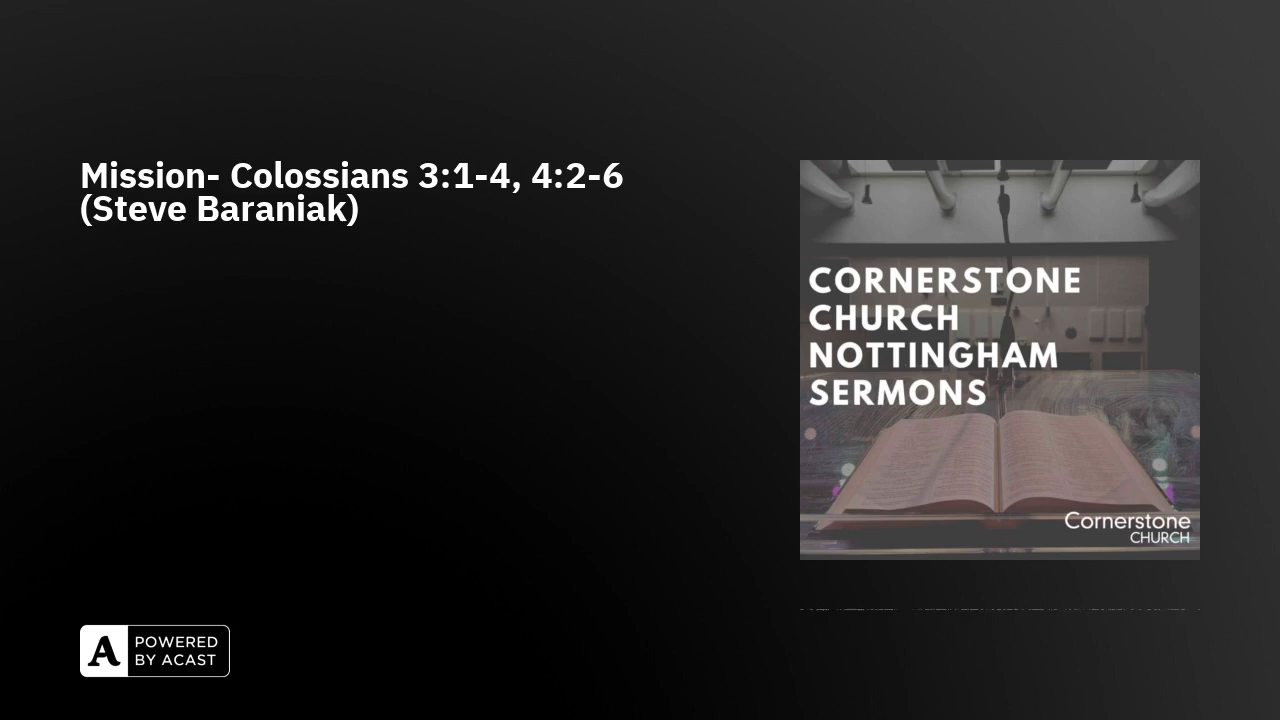 Mission- Colossians 3:1-4, 4:2-6
(Steve Baraniak)
CORNERSTONE
CHURCH
NOTTINGHAM
SERMONS
Cornerstone
CHURCH
A POWERED
BY ACAST